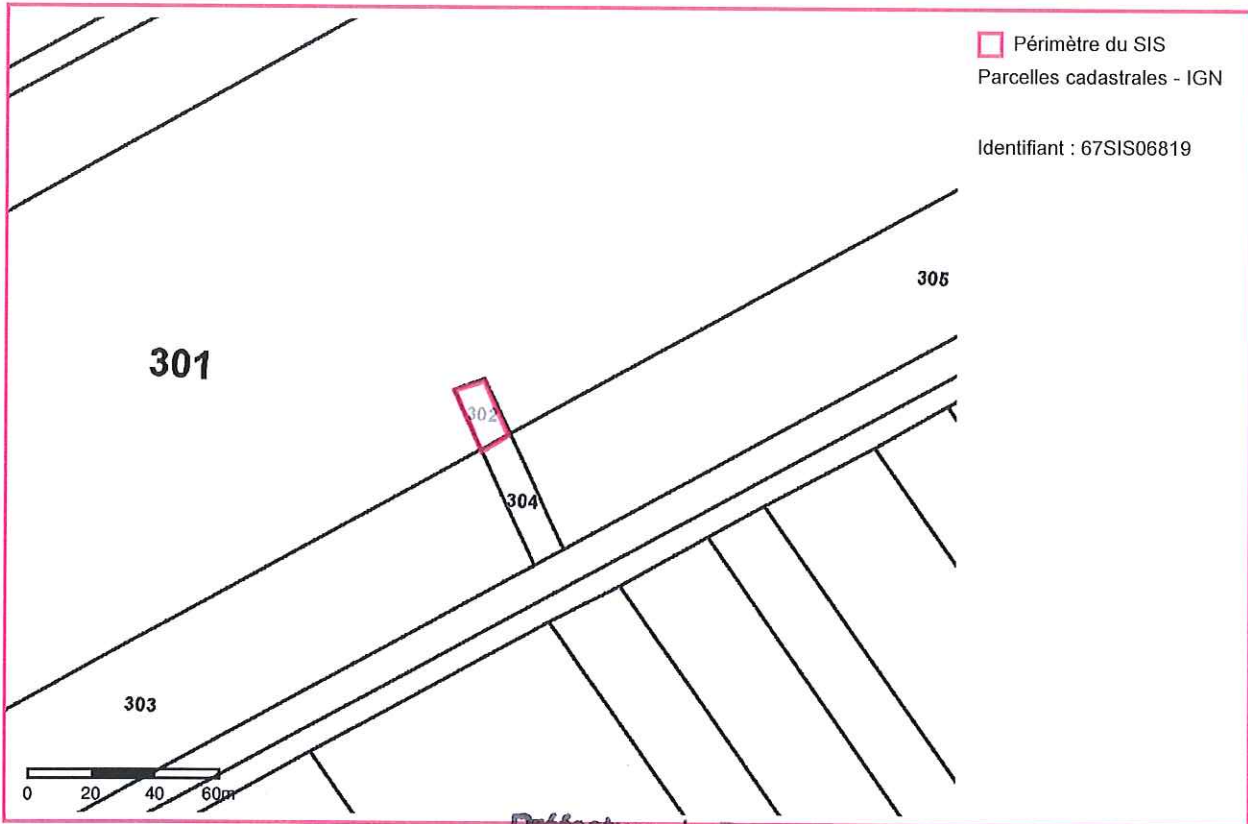 Périmètre du SIS
Parcelles cadastrales - IGN
Identifiant : 67SIS06819
305
301
302
304
303
0 20 40 60m